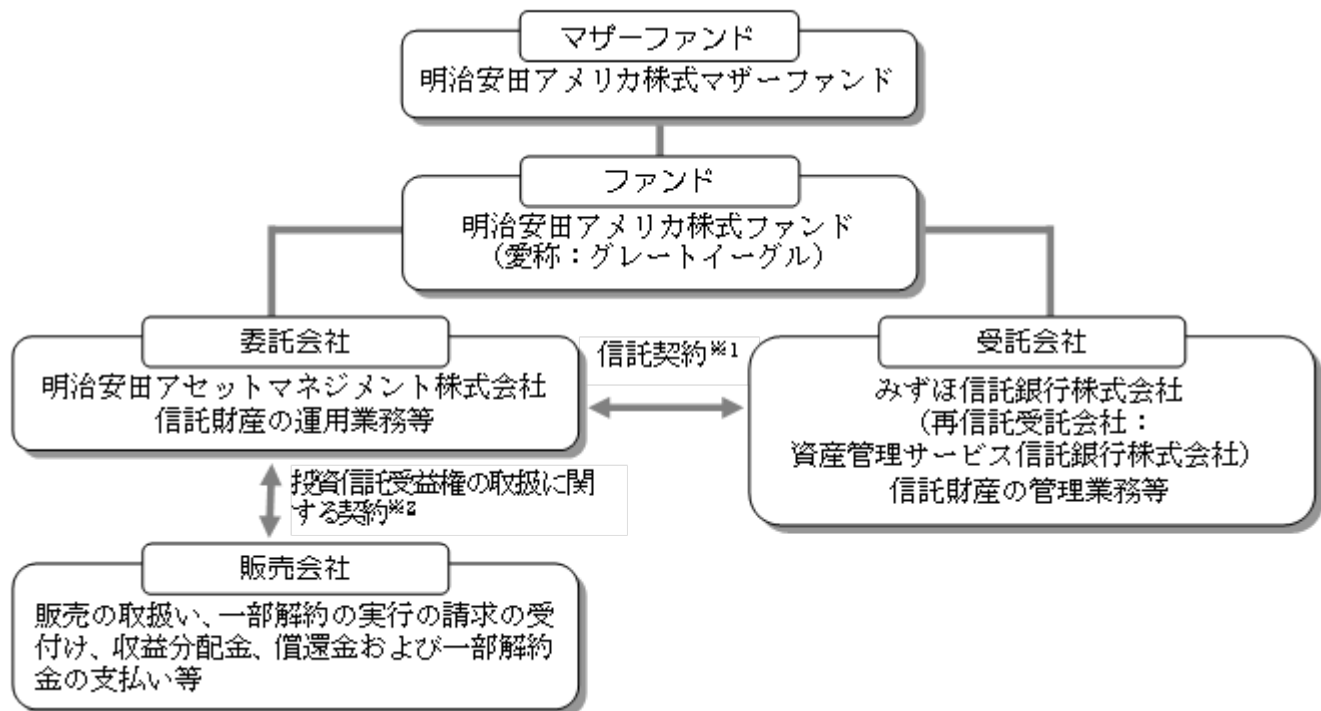 マザーファンド
明治安田アメリカ株式マザーファンド
ファンド
明治安田アメリカ株式ファンド
（愛称：グレートイーグル）
委託会社
明治安田アセットマネジメント株式会社
信託財産の運用業務等
信託契約※1
受託会社
みずほ信託銀行株式会社
（再信託受託会社：
資産管理サービス信託銀行株式会社）
信託財産の管理業務等
投資信託受益権の取扱に関
する契約※2
販売会社
販売の取扱い、一部解約の実行の請求の受
付け、収益分配金、償還金および一部解約
金の支払い等